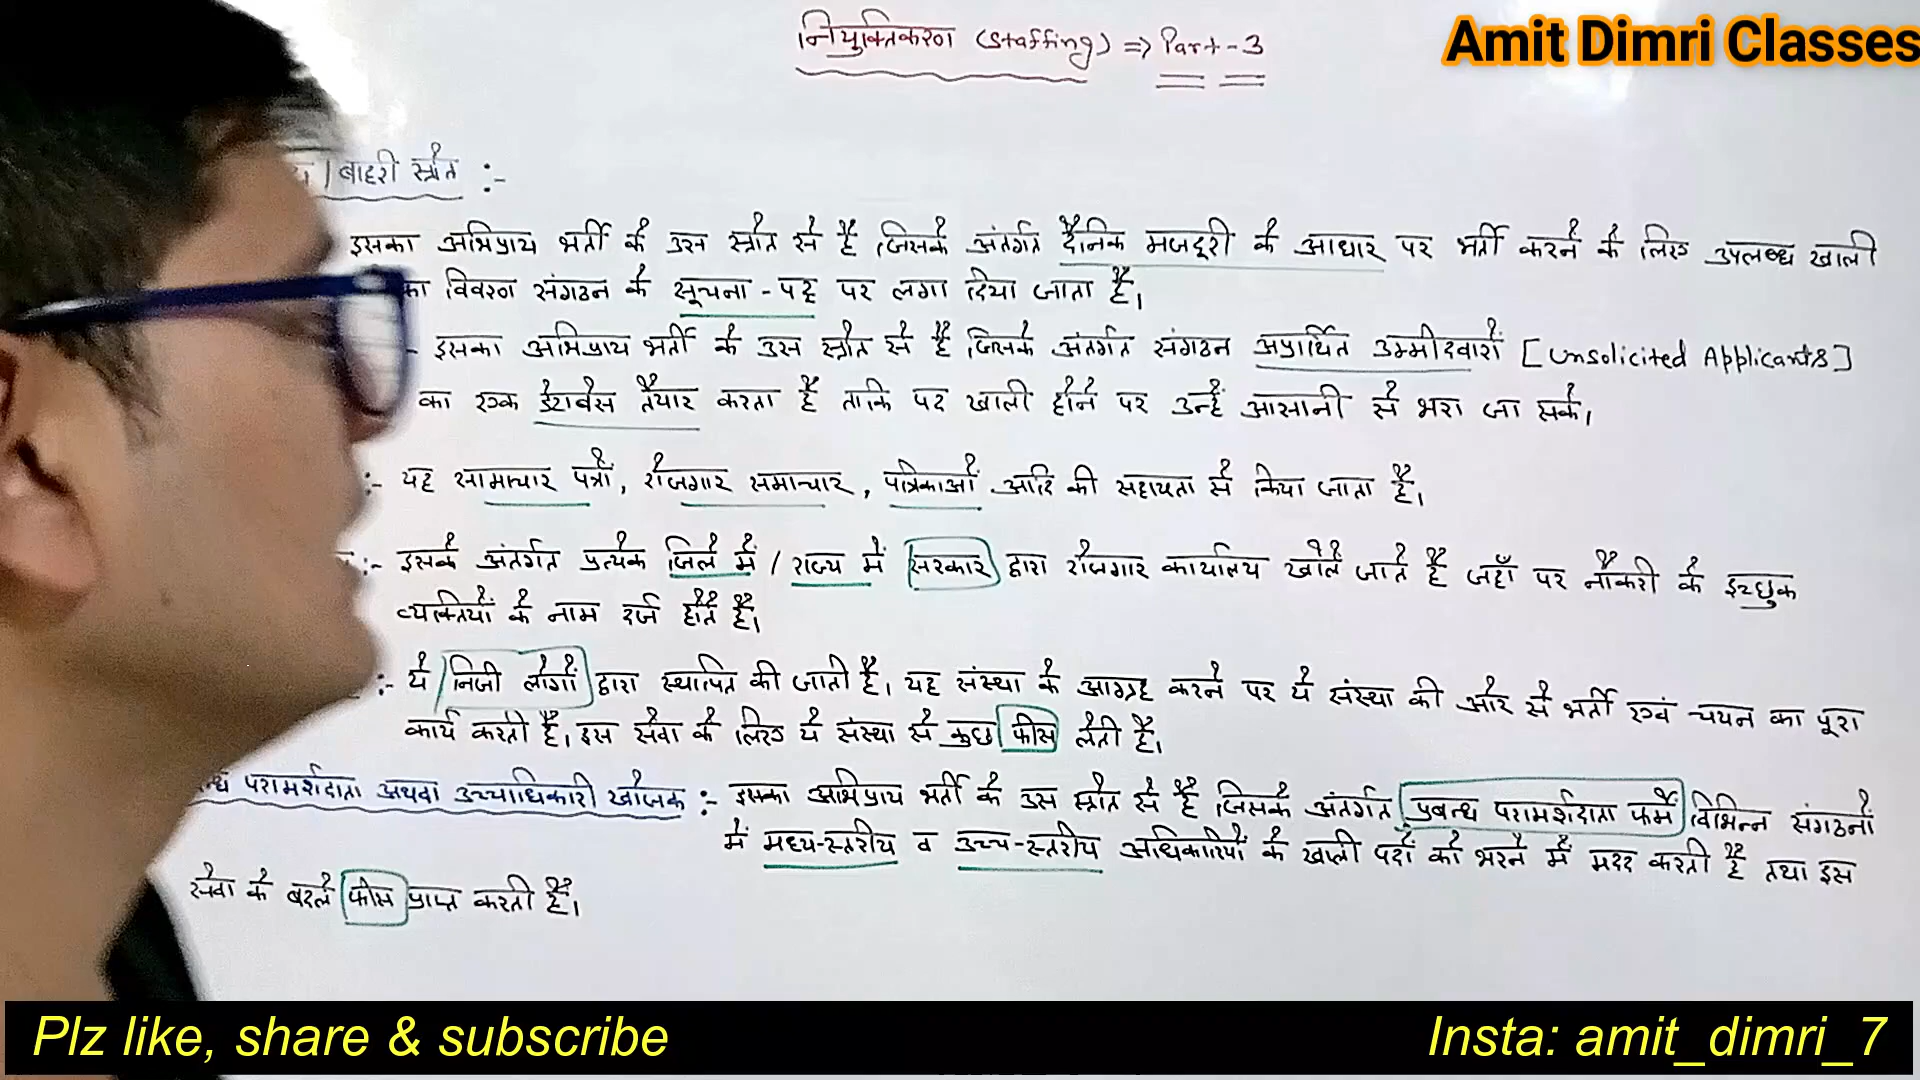 नियुक्तिकरण (Staffing) => Part-3
Amit Dimri Classes
/ बाहरी स्त्रोत :-
इसका अभिप्राय भर्ती के उस स्त्रोत से है जिसके अंतर्गत दैनिक मजदूरी के आधार पर भर्ती करने के लिए उपलब्ध खाली
का विवरण संगठन के सूचना-पट्ट पर लगा दिया जाता है।
- इसका अभिप्राय भर्ती के उस स्त्रोत से है जिसके अंतर्गत संगठन अप्रार्थित उम्मीदवारों [Unsolicited Applicants]
का एक डेटाबेस तैयार करता है ताकि पद खाली होने पर उन्हें आसानी से भरा जा सके।
:- यह सामाचार पत्रों, रोजगार समाचार, पत्रिकाओं आदि की सहायता से किया जाता है।
:- इसके अंतर्गत प्रत्येक जिले में / राज्य में सरकार द्वारा रोजगार कार्यालय खोले जाते है जहाँ पर नौकरी के इच्छुक
व्यक्तियों के नाम दर्ज होते है।
:- ये निजी लोगों द्वारा स्थापित की जाती है। यह संस्था के आग्रह करने पर ये संस्था की ओर से भर्ती एवं चयन का पूरा
कार्य करती है। इस सेवा के लिए ये संस्था से कुछ फीस लेती है।
परामर्शदाता अथवा उच्चाधिकारी खोजक :- इसका अभिप्राय भर्ती के उस स्त्रोत से है जिसके अंतर्गत प्रबन्ध परामर्शदाता फर्में विभिन्न संगठनों
में मध्य-स्तरीय व उच्च-स्तरीय अधिकारियों के खाली पदों को भरने में मदद करती है तथा इस
सेवा के बदले फीस प्राप्त करती है।
Plz like, share & subscribe
Insta: amit_dimri_7